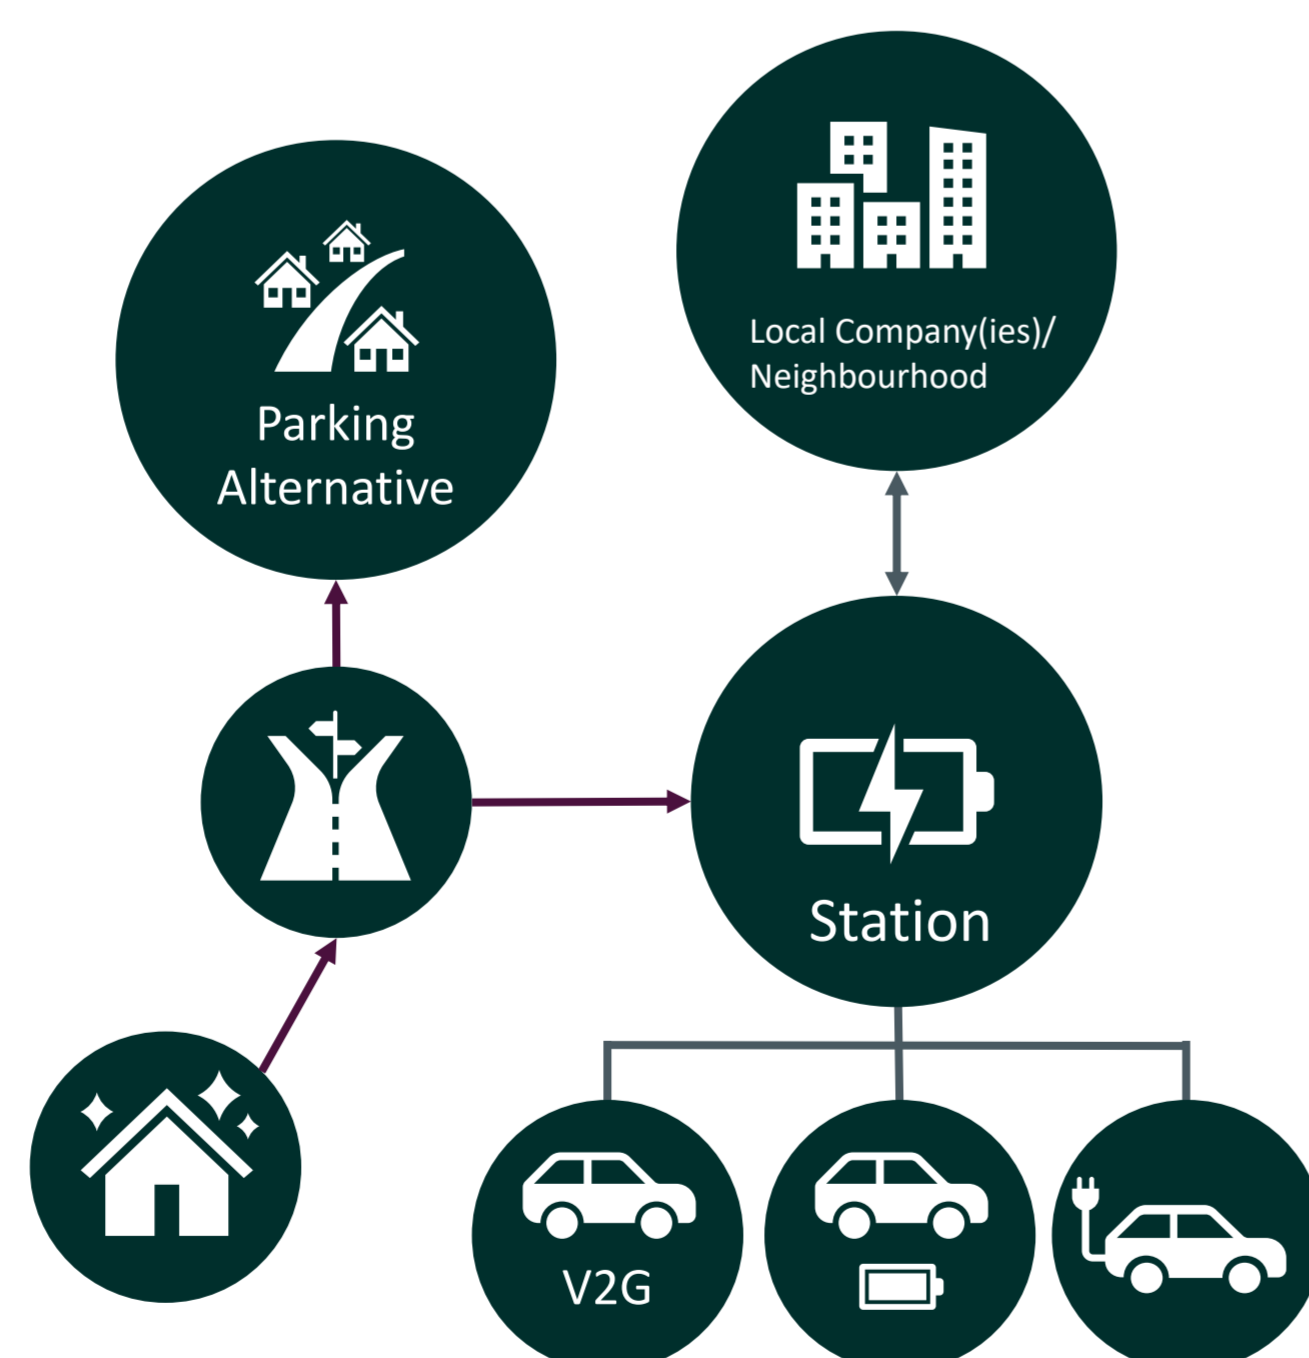 Local Company(ies)/
Neighbourhood
Parking
Alternative
Station
V2G